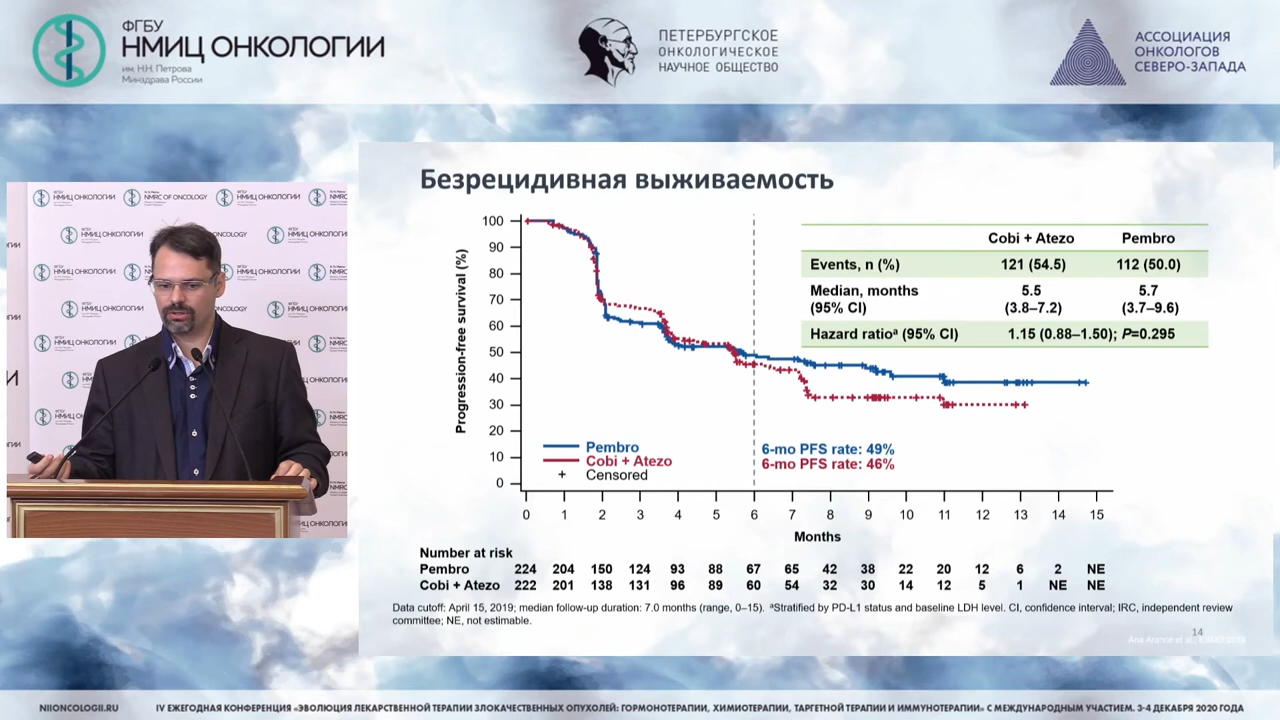 ФГБУ
НМИЦ ОНКОЛОГИИ
им. Н.Н. Петрова
Минздрава России
ПЕТЕРБУРГСКОЕ
ОНКОЛОГИЧЕСКОЕ
НАУЧНОЕ ОБЩЕСТВО
АССОЦИАЦИЯ
ОНКОЛОГОВ
СЕВЕРО-ЗАПАДА
Безрецидивная выживаемость
Progression-free survival (%)
100
90
80
70
60
50
40
30
20
10
0
Cobi + Atezo Pembro
Events, n (%) 121 (54.5) 112 (50.0)
Median, months 5.5 5.7
(95% CI) (3.8–7.2) (3.7–9.6)
Hazard ratioᵃ (95% CI) 1.15 (0.88–1.50); P=0.295
Pembro
Cobi + Atezo
Censored
6-mo PFS rate: 49%
6-mo PFS rate: 46%
0 1 2 3 4 5 6 7 8 9 10 11 12 13 14 15
Months
Number at risk
Pembro 224 204 150 124 93 88 67 65 42 38 22 20 12 6 2 NE
Cobi + Atezo 222 201 138 131 96 89 60 54 32 30 14 12 5 1 NE NE
Data cutoff: April 15, 2019; median follow-up duration: 7.0 months (range, 0–15). ᵃStratified by PD-L1 status and baseline LDH level. CI, confidence interval; IRC, independent review
committee; NE, not estimable.
14
Ana Arance et al.
NMRC OF ONCOLOGY
НМИЦ ОНКОЛОГИИ
NIIONCOLOGII.RU
IV ЕЖЕГОДНАЯ КОНФЕРЕНЦИЯ «ЭВОЛЮЦИЯ ЛЕКАРСТВЕННОЙ ТЕРАПИИ ЗЛОКАЧЕСТВЕННЫХ ОПУХОЛЕЙ: ГОРМОНОТЕРАПИИ, ХИМИОТЕРАПИИ, ТАРГЕТНОЙ ТЕРАПИИ И ИММУНОТЕРАПИИ» С МЕЖДУНАРОДНЫМ УЧАСТИЕМ. 3-4 ДЕКАБРЯ 2020 ГОДА